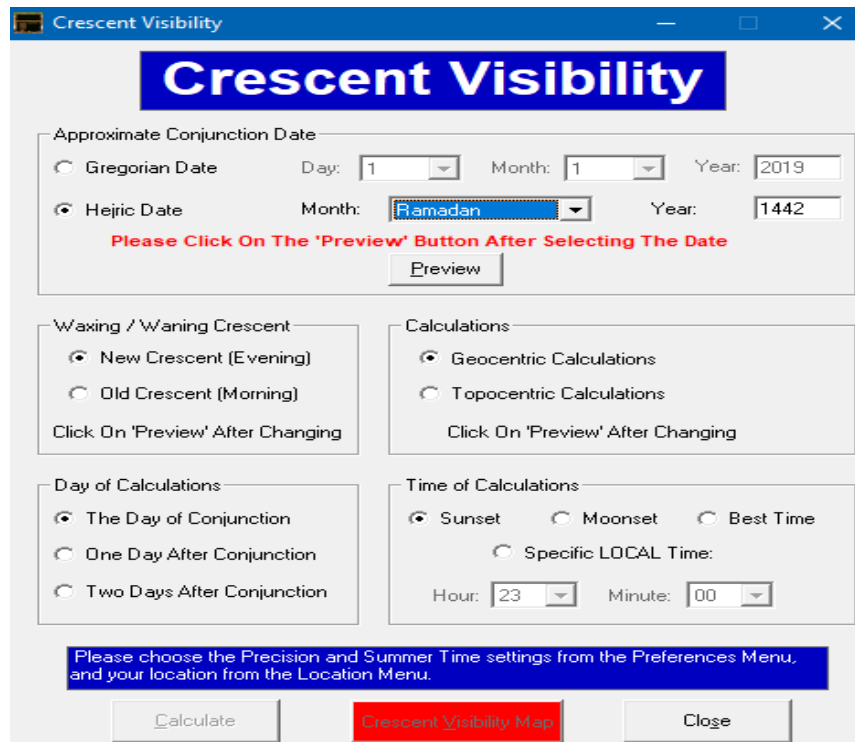 Crescent Visibility
Crescent Visibility
Approximate Conjunction Date
Gregorian Date Day: 1 Month: 1 Year: 2019
Hejric Date Month: Ramadan Year: 1442
Please Click On The 'Preview' Button After Selecting The Date
Preview
Waxing / Waning Crescent
New Crescent (Evening)
Old Crescent (Morning)
Click On 'Preview' After Changing
Calculations
Geocentric Calculations
Topocentric Calculations
Click On 'Preview' After Changing
Day of Calculations
The Day of Conjunction
One Day After Conjunction
Two Days After Conjunction
Time of Calculations
Sunset Moonset Best Time
Specific LOCAL Time:
Hour: 23 Minute: 00
Please choose the Precision and Summer Time settings from the Preferences Menu,
and your location from the Location Menu.
Calculate Crescent Visibility Map Close